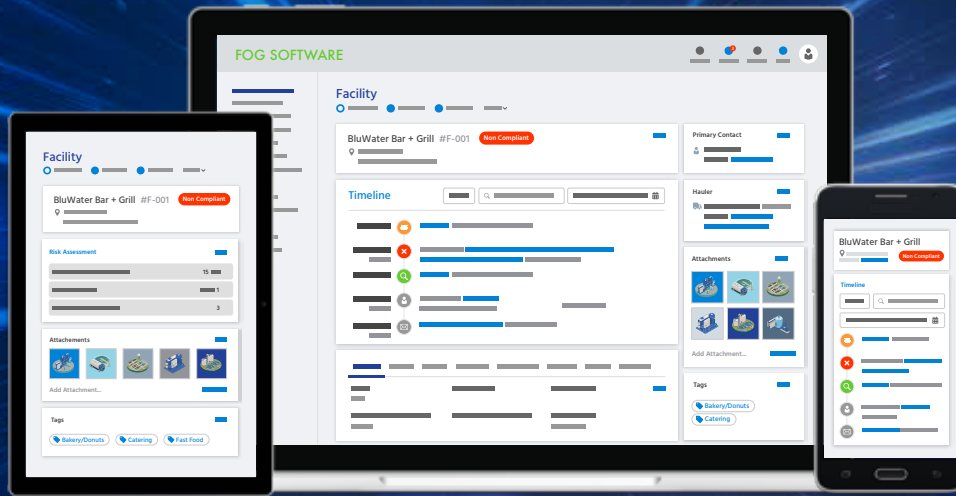 FOG SOFTWARE
Facility
BluWater Bar + Grill #F-001 Non Compliant
Timeline
Primary Contact
Hauler
Attachments
Add Attachment...
Tags
Bakery/Donuts
Catering
Facility
BluWater Bar + Grill #F-001 Non Compliant
Risk Assessment
15
1
3
Attachements
Add Attachment...
Tags
Bakery/Donuts Catering Fast Food
BluWater Bar + Grill
Non Compliant
Timeline